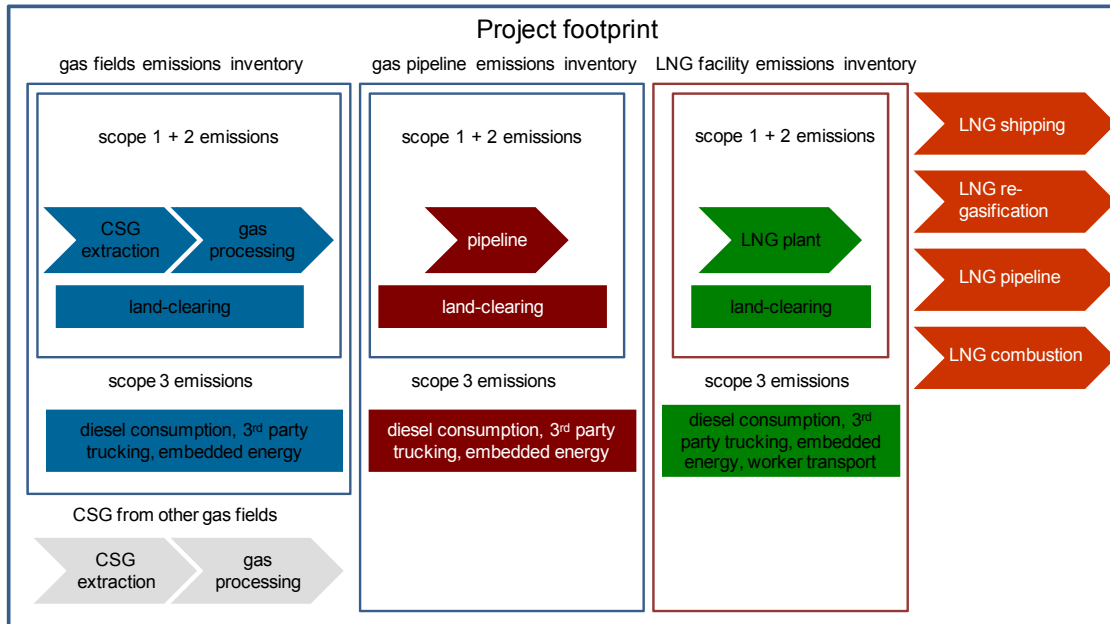 Project footprint
gas fields emissions inventory
gas pipeline emissions inventory
LNG facility emissions inventory
scope 1 + 2 emissions
CSG
extraction
gas
processing
land-clearing
scope 3 emissions
diesel consumption, 3rd party
trucking, embedded energy
CSG from other gas fields
CSG
extraction
gas
processing
scope 1 + 2 emissions
pipeline
land-clearing
scope 3 emissions
diesel consumption, 3rd party
trucking, embedded energy
scope 1 + 2 emissions
LNG plant
land-clearing
scope 3 emissions
diesel consumption, 3rd
party trucking, embedded
energy, worker transport
LNG shipping
LNG re-
gasification
LNG pipeline
LNG combustion